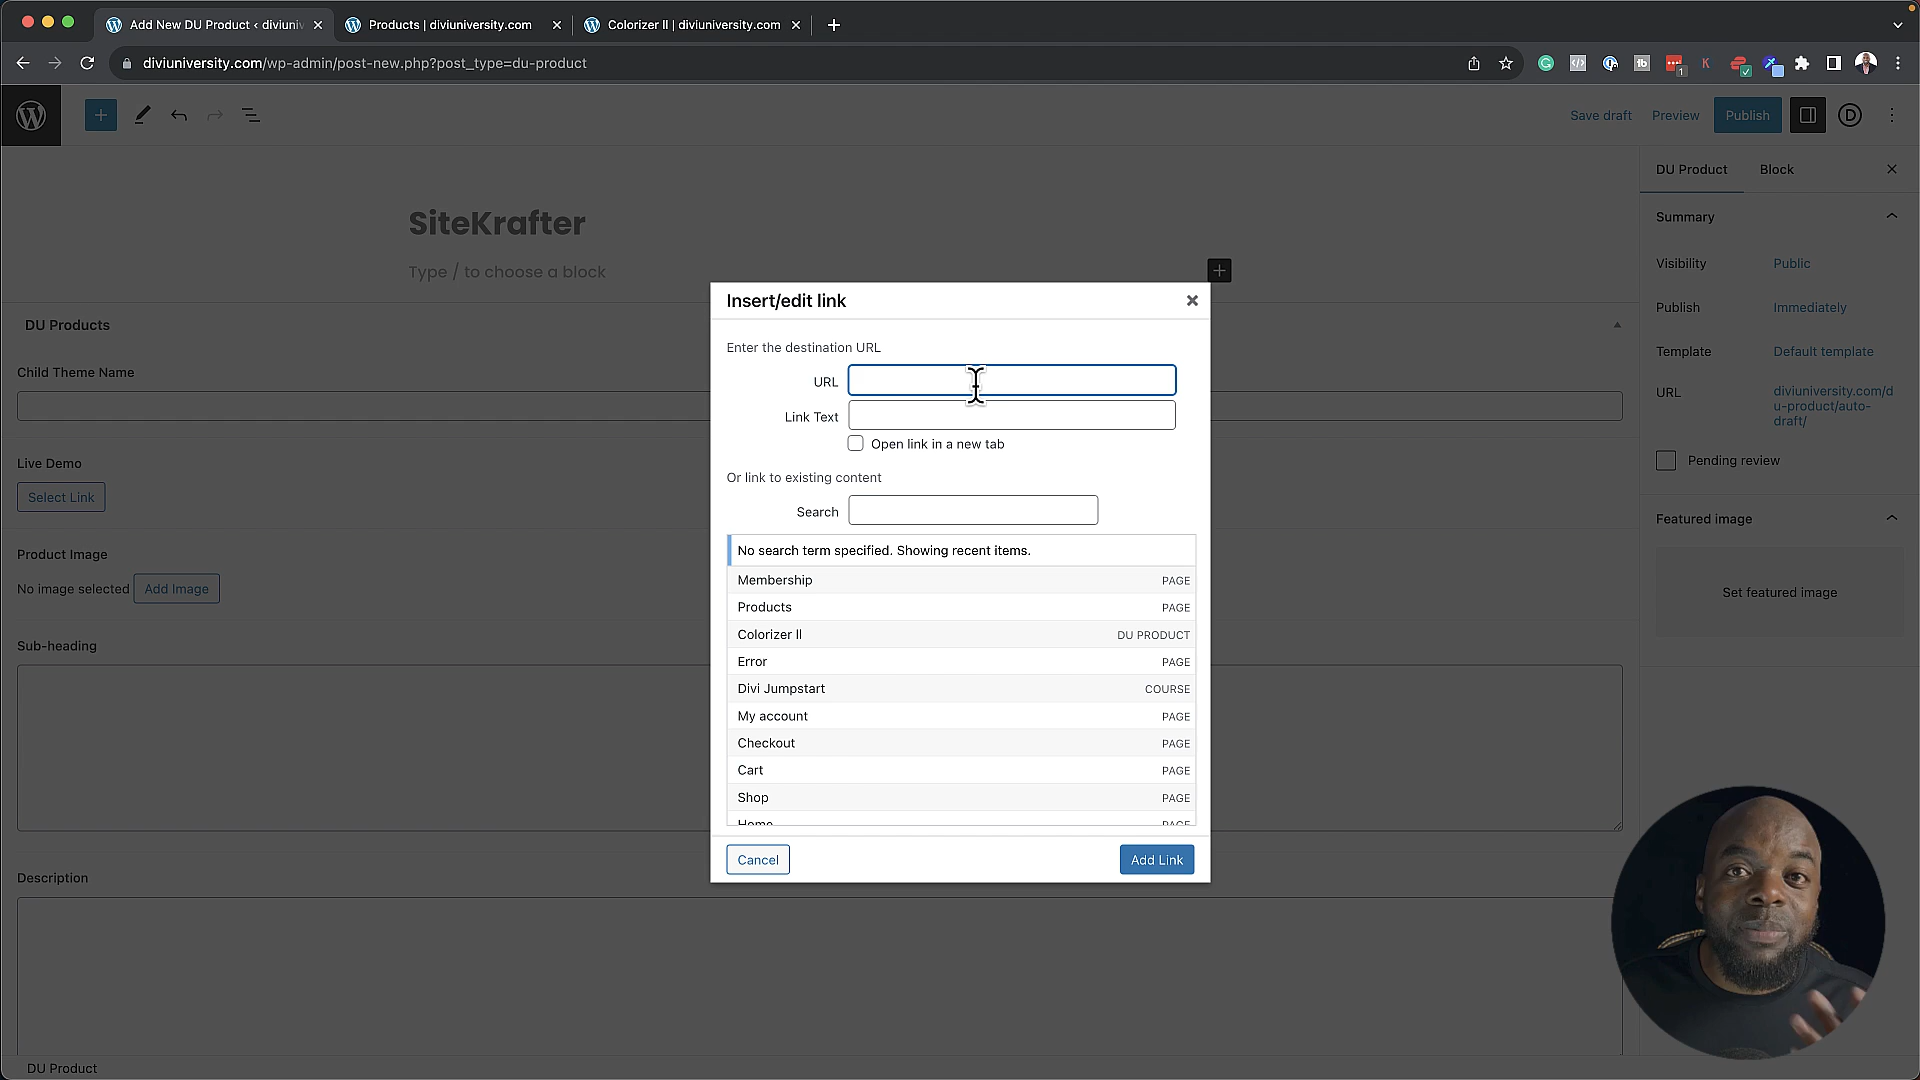 Add New DU Product ‹ diviuniv
Products | diviuniversity.com
Colorizer II | diviuniversity.com
diviuniversity.com/wp-admin/post-new.php?post_type=du-product
Save draft
Preview
Publish
SiteKrafter
Type / to choose a block
DU Products
Child Theme Name
Live Demo
Select Link
Product Image
No image selected
Add Image
Sub-heading
Description
DU Product
Insert/edit link
Enter the destination URL
URL
Link Text
Open link in a new tab
Or link to existing content
Search
No search term specified. Showing recent items.
Membership PAGE
Products PAGE
Colorizer II DU PRODUCT
Error PAGE
Divi Jumpstart COURSE
My account PAGE
Checkout PAGE
Cart PAGE
Shop PAGE
Home PAGE
Cancel
Add Link
DU Product
Block
Summary
Visibility Public
Publish Immediately
Template Default template
URL diviuniversity.com/d
u-product/auto-
draft/
Pending review
Featured image
Set featured image